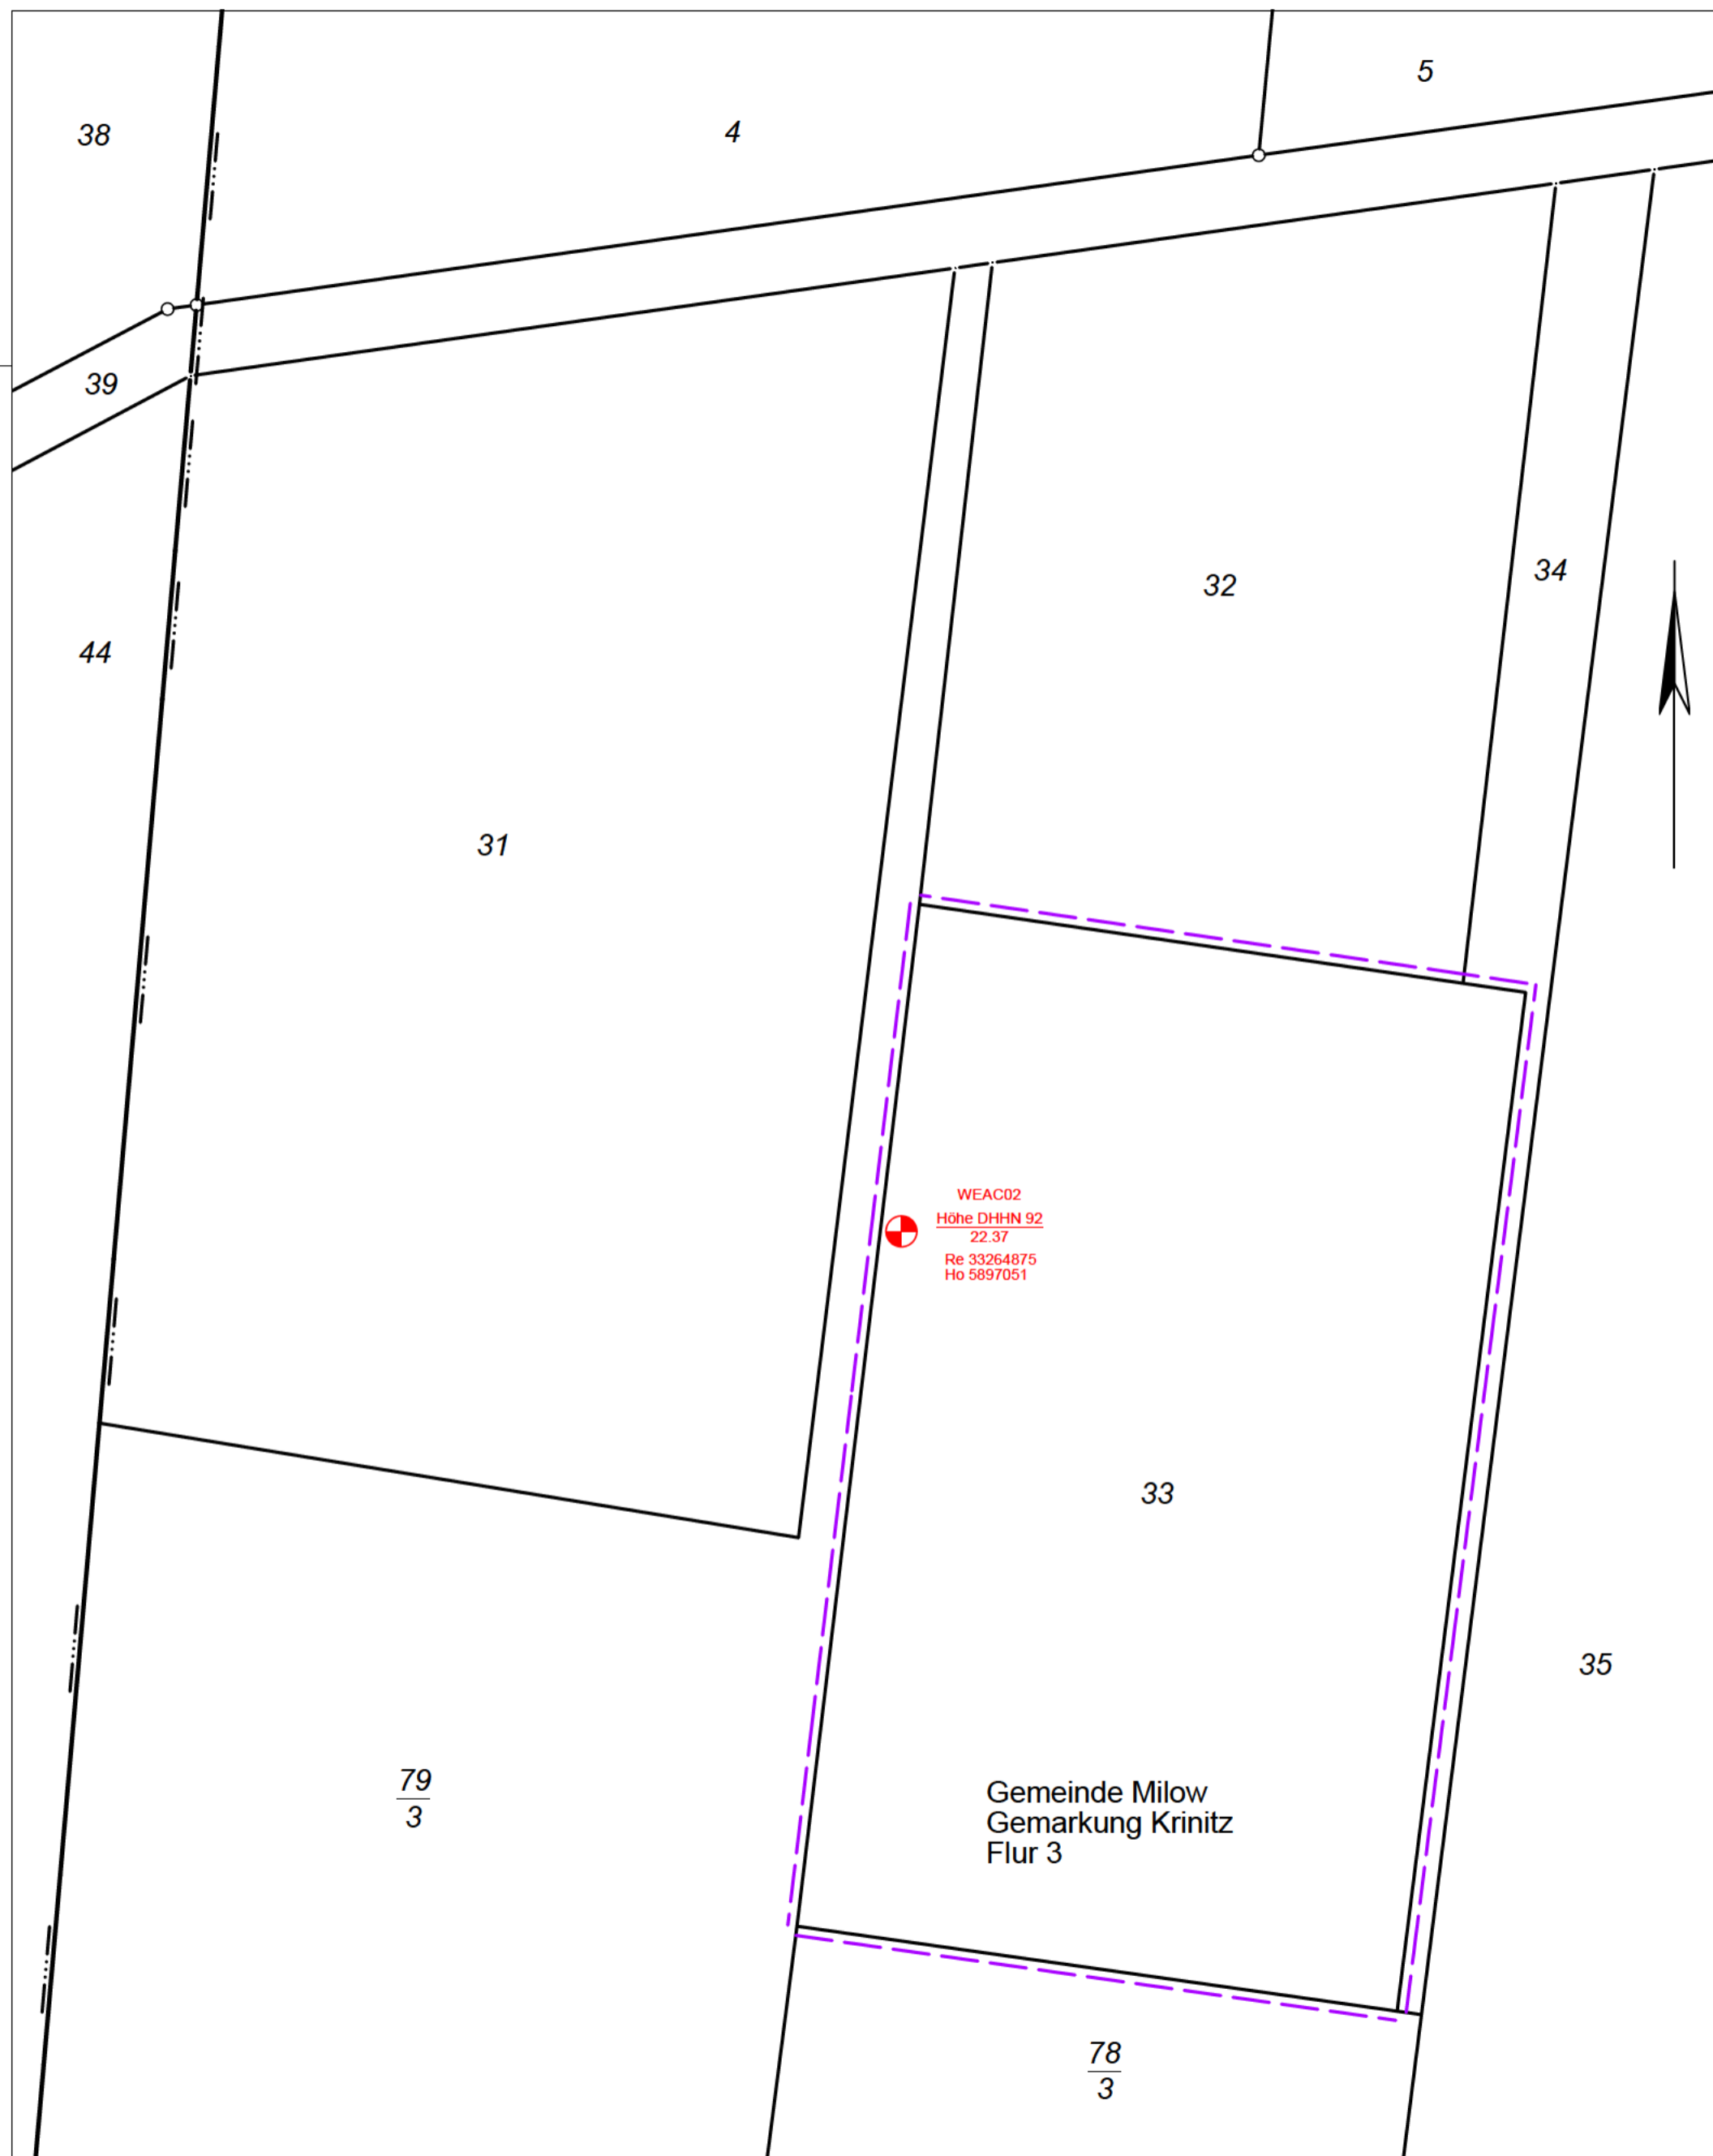 5
4
38
39
34
32
44
31
WEAC02
Höhe DHHN 92
22.37
Re 33264875
Ho 5897051
33
35
79
3
Gemeinde Milow
Gemarkung Krinitz
Flur 3
78
3